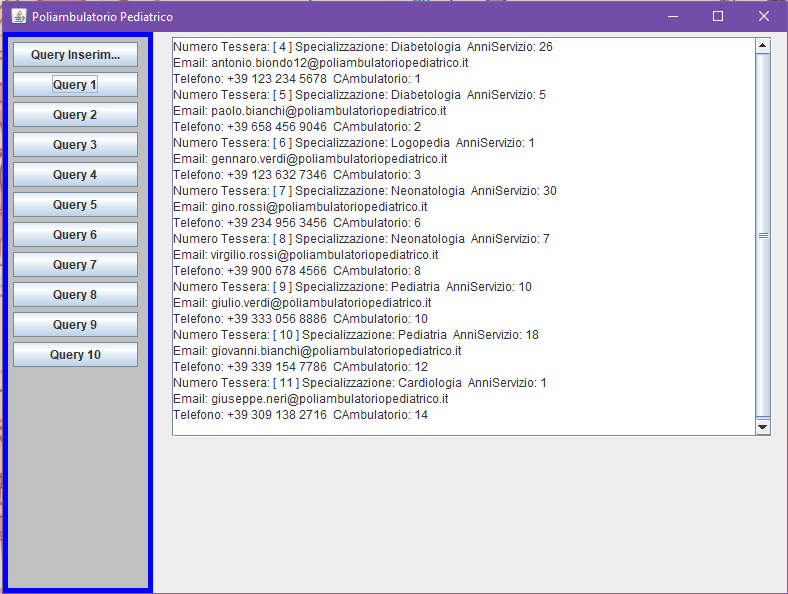 Poliambulatorio Pediatrico
Query Inserim...
Query 1
Query 2
Query 3
Query 4
Query 5
Query 6
Query 7
Query 8
Query 9
Query 10
Numero Tessera: [ 4 ] Specializzazione: Diabetologia AnniServizio: 26
Email: antonio.biondo12@poliambulatoriopediatrico.it
Telefono: +39 123 234 5678 CAmbulatorio: 1
Numero Tessera: [ 5 ] Specializzazione: Diabetologia AnniServizio: 5
Email: paolo.bianchi@poliambulatoriopediatrico.it
Telefono: +39 658 456 9046 CAmbulatorio: 2
Numero Tessera: [ 6 ] Specializzazione: Logopedia AnniServizio: 1
Email: gennaro.verdi@poliambulatoriopediatrico.it
Telefono: +39 123 632 7346 CAmbulatorio: 3
Numero Tessera: [ 7 ] Specializzazione: Neonatologia AnniServizio: 30
Email: gino.rossi@poliambulatoriopediatrico.it
Telefono: +39 234 956 3456 CAmbulatorio: 6
Numero Tessera: [ 8 ] Specializzazione: Neonatologia AnniServizio: 7
Email: virgilio.rossi@poliambulatoriopediatrico.it
Telefono: +39 900 678 4566 CAmbulatorio: 8
Numero Tessera: [ 9 ] Specializzazione: Pediatria AnniServizio: 10
Email: giulio.verdi@poliambulatoriopediatrico.it
Telefono: +39 333 056 8886 CAmbulatorio: 10
Numero Tessera: [ 10 ] Specializzazione: Pediatria AnniServizio: 18
Email: giovanni.bianchi@poliambulatoriopediatrico.it
Telefono: +39 339 154 7786 CAmbulatorio: 12
Numero Tessera: [ 11 ] Specializzazione: Cardiologia AnniServizio: 1
Email: giuseppe.neri@poliambulatoriopediatrico.it
Telefono: +39 309 138 2716 CAmbulatorio: 14